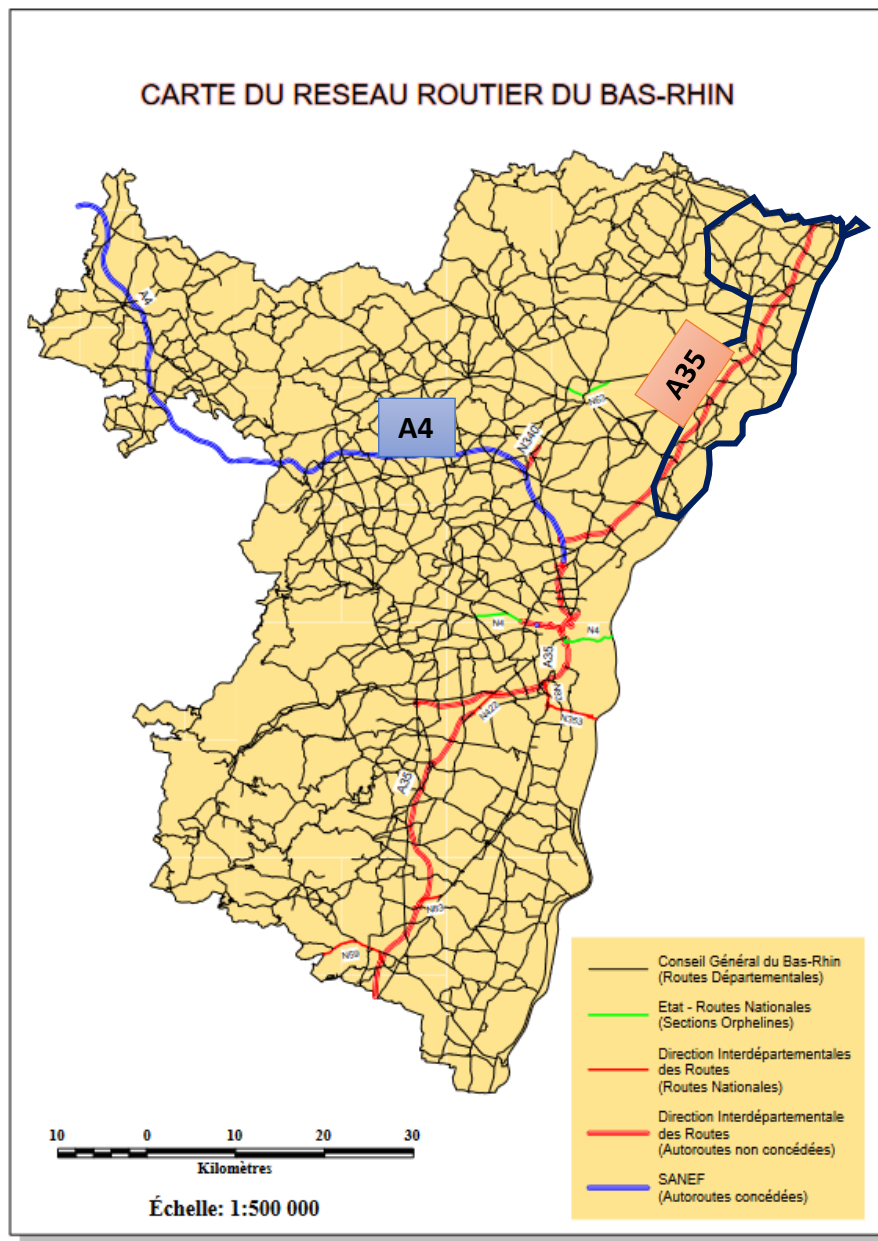 CARTE DU RESEAU ROUTIER DU BAS-RHIN
A4
A35
A4
N62
N340
N4
N4
A35
N83
N422
N353
A35
N83
N59
Conseil Général du Bas-Rhin
(Routes Départementales)
Etat - Routes Nationales
(Sections Orphelines)
Direction Interdépartementales
des Routes
(Routes Nationales)
Direction Interdépartementale
des Routes
(Autoroutes non concédées)
SANEF
(Autoroutes concédées)
10 0 10 20 30
Kilomètres
Échelle: 1:500 000